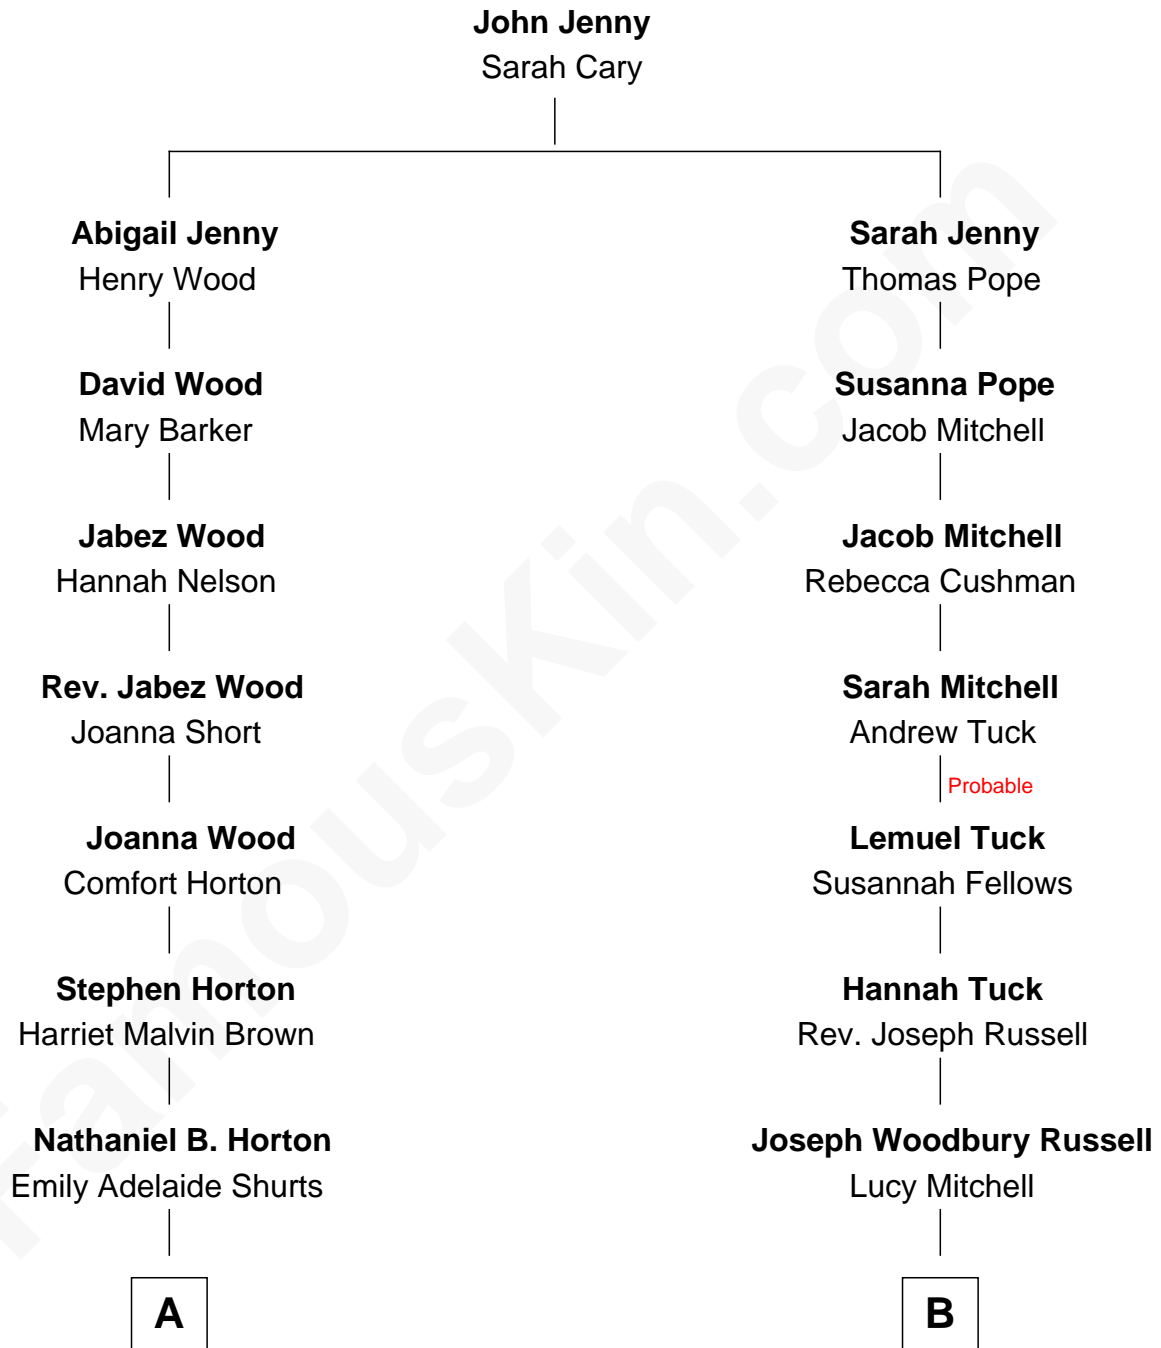 John Jenny
Sarah Cary
Abigail Jenny
Henry Wood
Sarah Jenny
Thomas Pope
David Wood
Mary Barker
Susanna Pope
Jacob Mitchell
Jabez Wood
Hannah Nelson
Jacob Mitchell
Rebecca Cushman
Rev. Jabez Wood
Joanna Short
Sarah Mitchell
Andrew Tuck
Probable
Joanna Wood
Comfort Horton
Lemuel Tuck
Susannah Fellows
Stephen Horton
Harriet Malvin Brown
Hannah Tuck
Rev. Joseph Russell
Nathaniel B. Horton
Emily Adelaide Shurts
Joseph Woodbury Russell
Lucy Mitchell
A
B
FamousKin.com